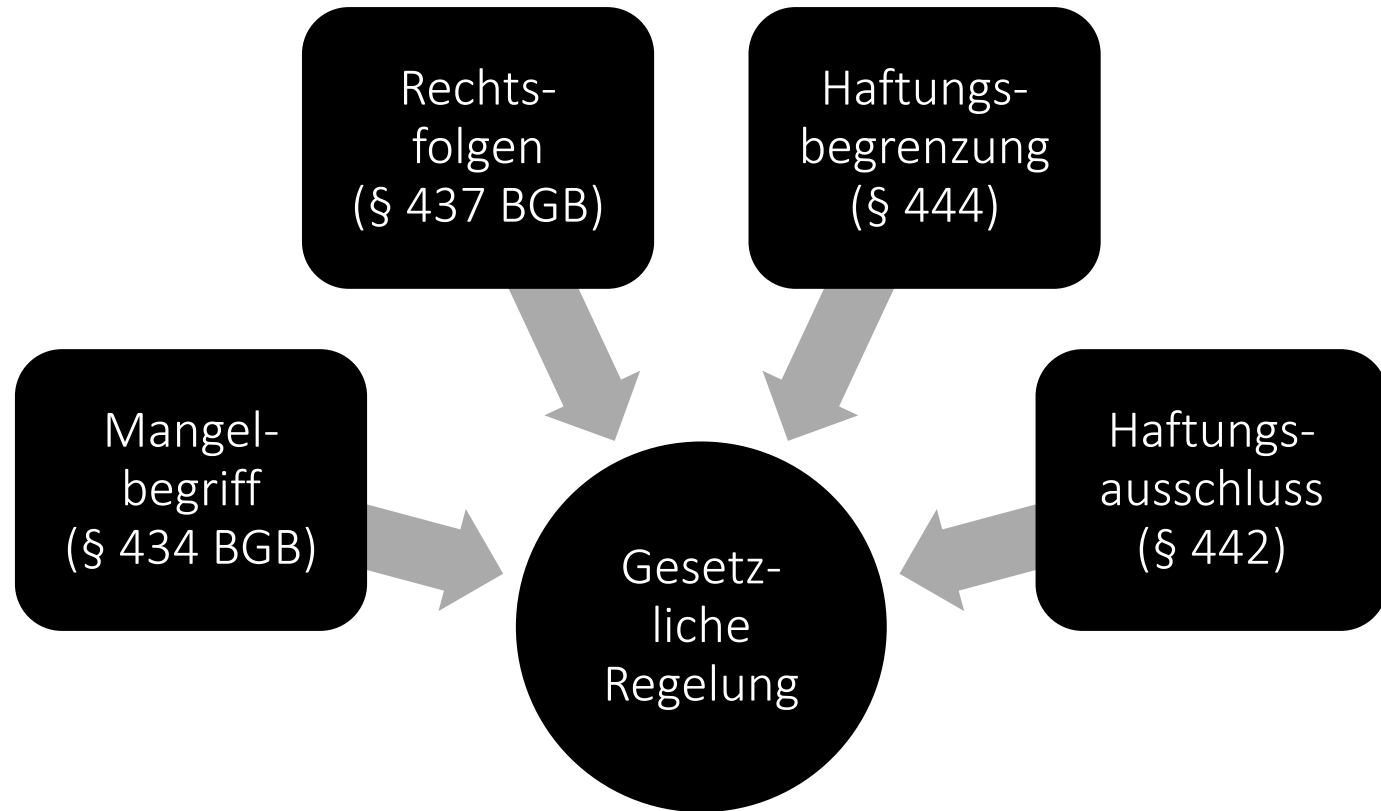 Rechts-
folgen
(§ 437 BGB)
Haftungs-
begrenzung
(§ 444)
Mangel-
begriff
(§ 434 BGB)
Haftungs-
ausschluss
(§ 442)
Gesetz-
liche
Regelung